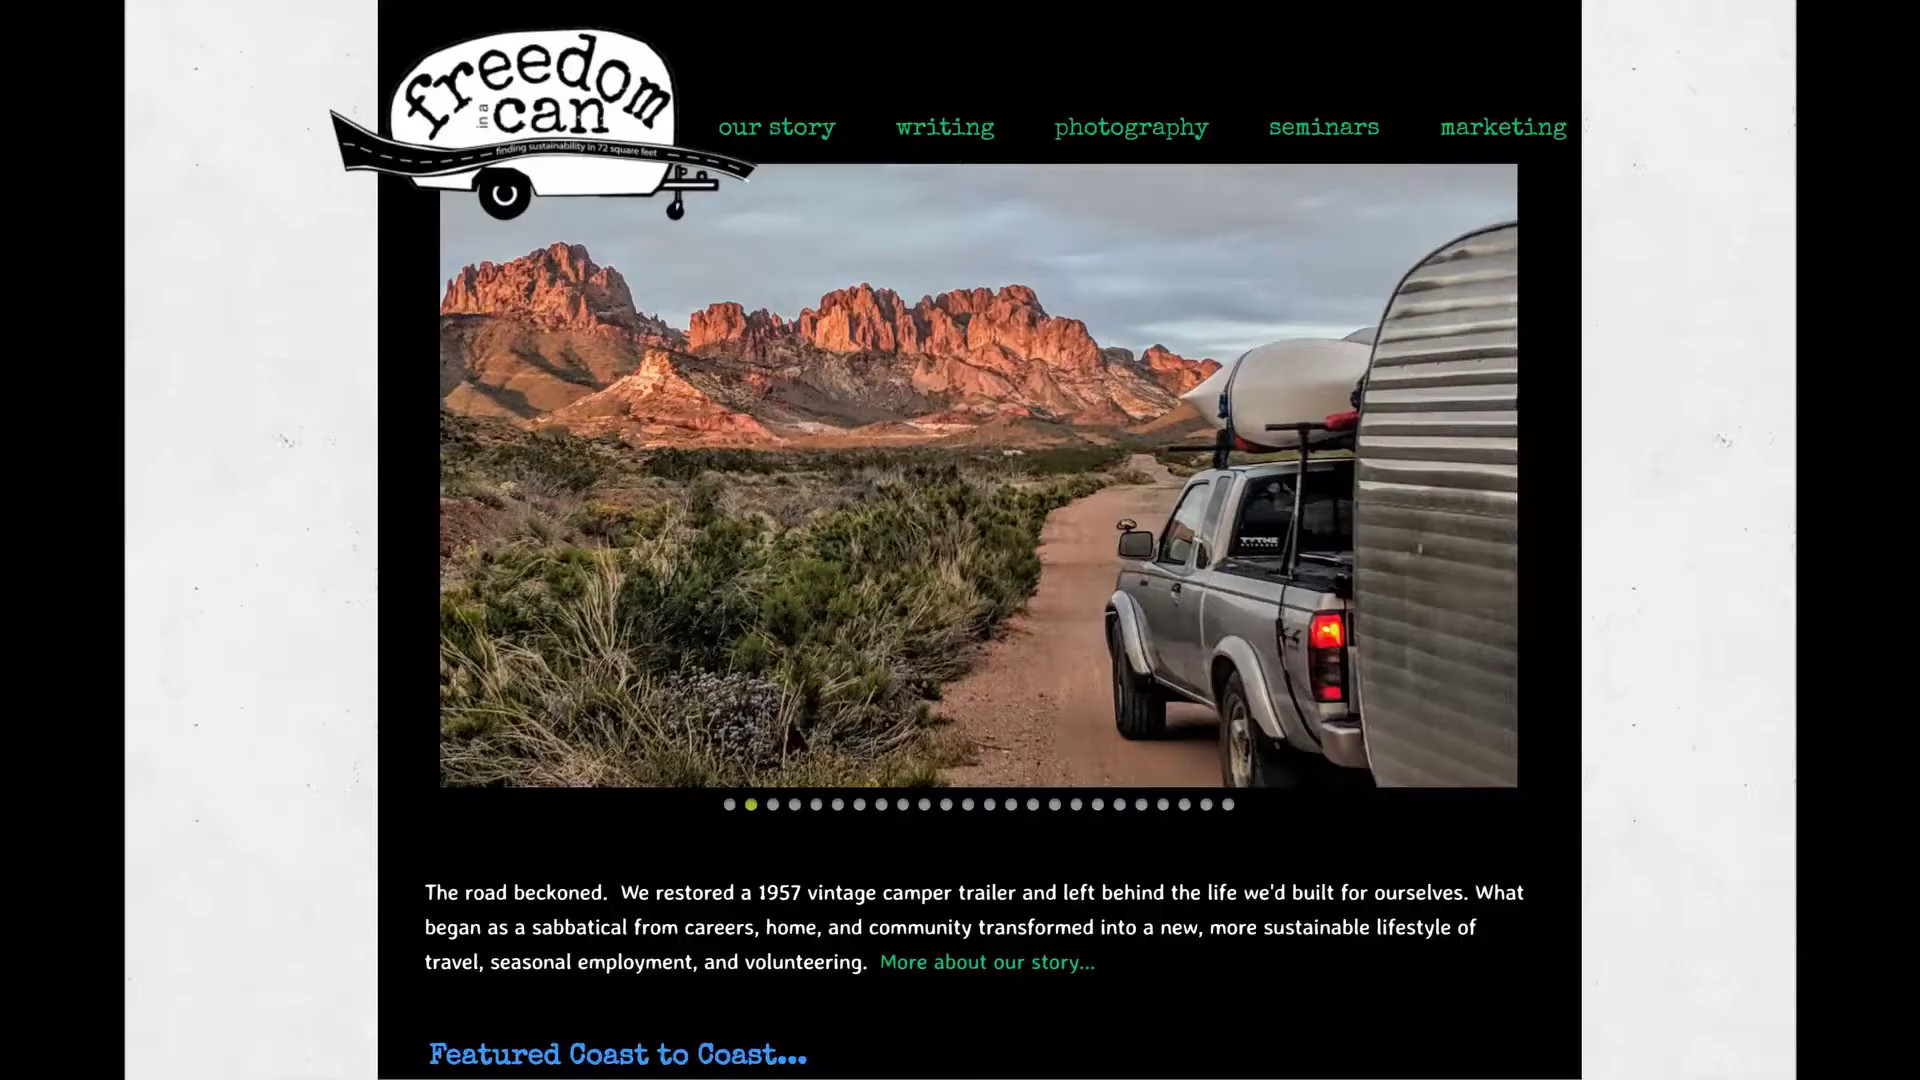 freedom
in a can
finding sustainability in 72 square feet
our story writing photography seminars marketing
TYTHE
The road beckoned.  We restored a 1957 vintage camper trailer and left behind the life we'd built for ourselves. What
began as a sabbatical from careers, home, and community transformed into a new, more sustainable lifestyle of
travel, seasonal employment, and volunteering.  More about our story...
Featured Coast to Coast...